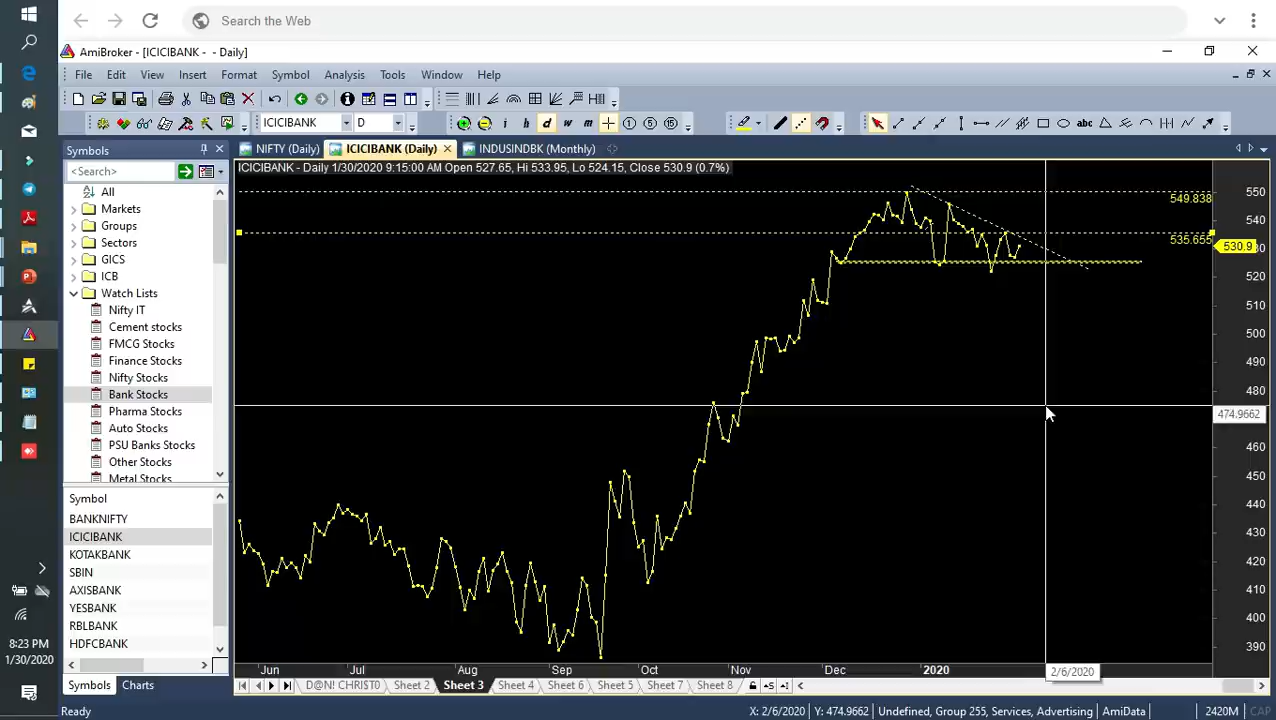 Search the Web
AmiBroker - [ICICIBANK - - Daily]
File Edit View Insert Format Symbol Analysis Tools Window Help
ICICIBANK D i h d w m 1 5 15 abc
Symbols
NIFTY (Daily) ICICIBANK (Daily) INDUSINDBK (Monthly)
<Search>
ICICIBANK - Daily 1/30/2020 9:15:00 AM Open 527.65, Hi 533.95, Lo 524.15, Close 530.9 (0.7%)
All
Markets
Groups
Sectors
GICS
ICB
Watch Lists
Nifty IT
Cement stocks
FMCG Stocks
Finance Stocks
Nifty Stocks
Bank Stocks
Pharma Stocks
Auto Stocks
PSU Banks Stocks
Other Stocks
Metal Stocks
Symbol
BANKNIFTY
ICICIBANK
KOTAKBANK
SBIN
AXISBANK
YESBANK
RBLBANK
HDFCBANK
Symbols Charts
550
549.838
540
535.655
530.9
520
510
500
490
480
474.9662
460
450
440
430
420
410
400
390
Jun Jul Aug Sep Oct Nov Dec 2020 2/6/2020
D@N! CHRI$T0 Sheet 2 Sheet 3 Sheet 4 Sheet 6 Sheet 5 Sheet 7 Sheet 8
Ready X: 2/6/2020 Y: 474.9662 Undefined, Group 255, Services, Advertising AmiData 2420M CAP
8:23 PM
1/30/2020